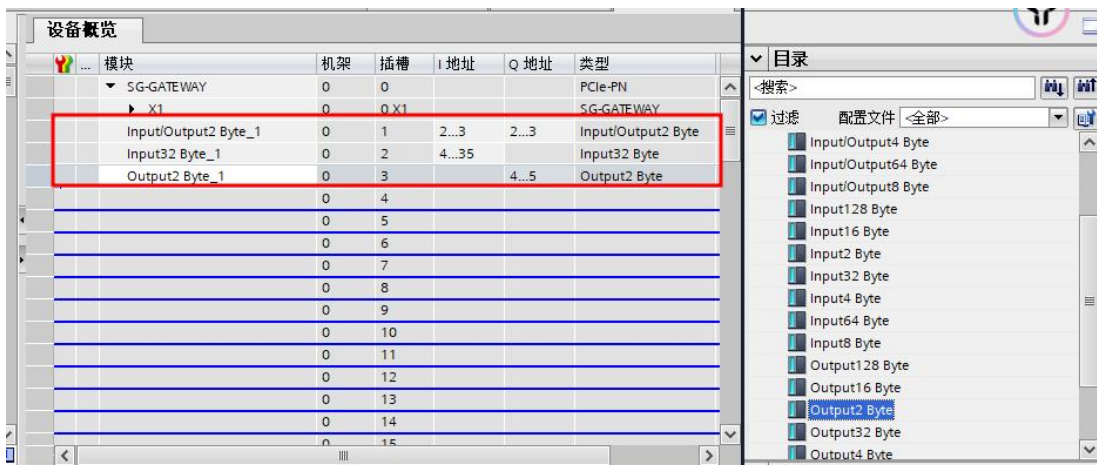 设备概览
... 模块 机架 插槽 I 地址 Q 地址 类型
SG-GATEWAY 0 0 PCIe-PN
X1 0 0 X1 SG-GATEWAY
Input/Output2 Byte_1 0 1 2...3 2...3 Input/Output2 Byte
Input32 Byte_1 0 2 4...35 Input32 Byte
Output2 Byte_1 0 3 4...5 Output2 Byte
0 4
0 5
0 6
0 7
0 8
0 9
0 10
0 11
0 12
0 13
0 14
0 15
目录
<搜索>
过滤 配置文件 <全部>
Input/Output4 Byte
Input/Output64 Byte
Input/Output8 Byte
Input128 Byte
Input16 Byte
Input2 Byte
Input32 Byte
Input4 Byte
Input64 Byte
Input8 Byte
Output128 Byte
Output16 Byte
Output2 Byte
Output32 Byte
Output4 Byte